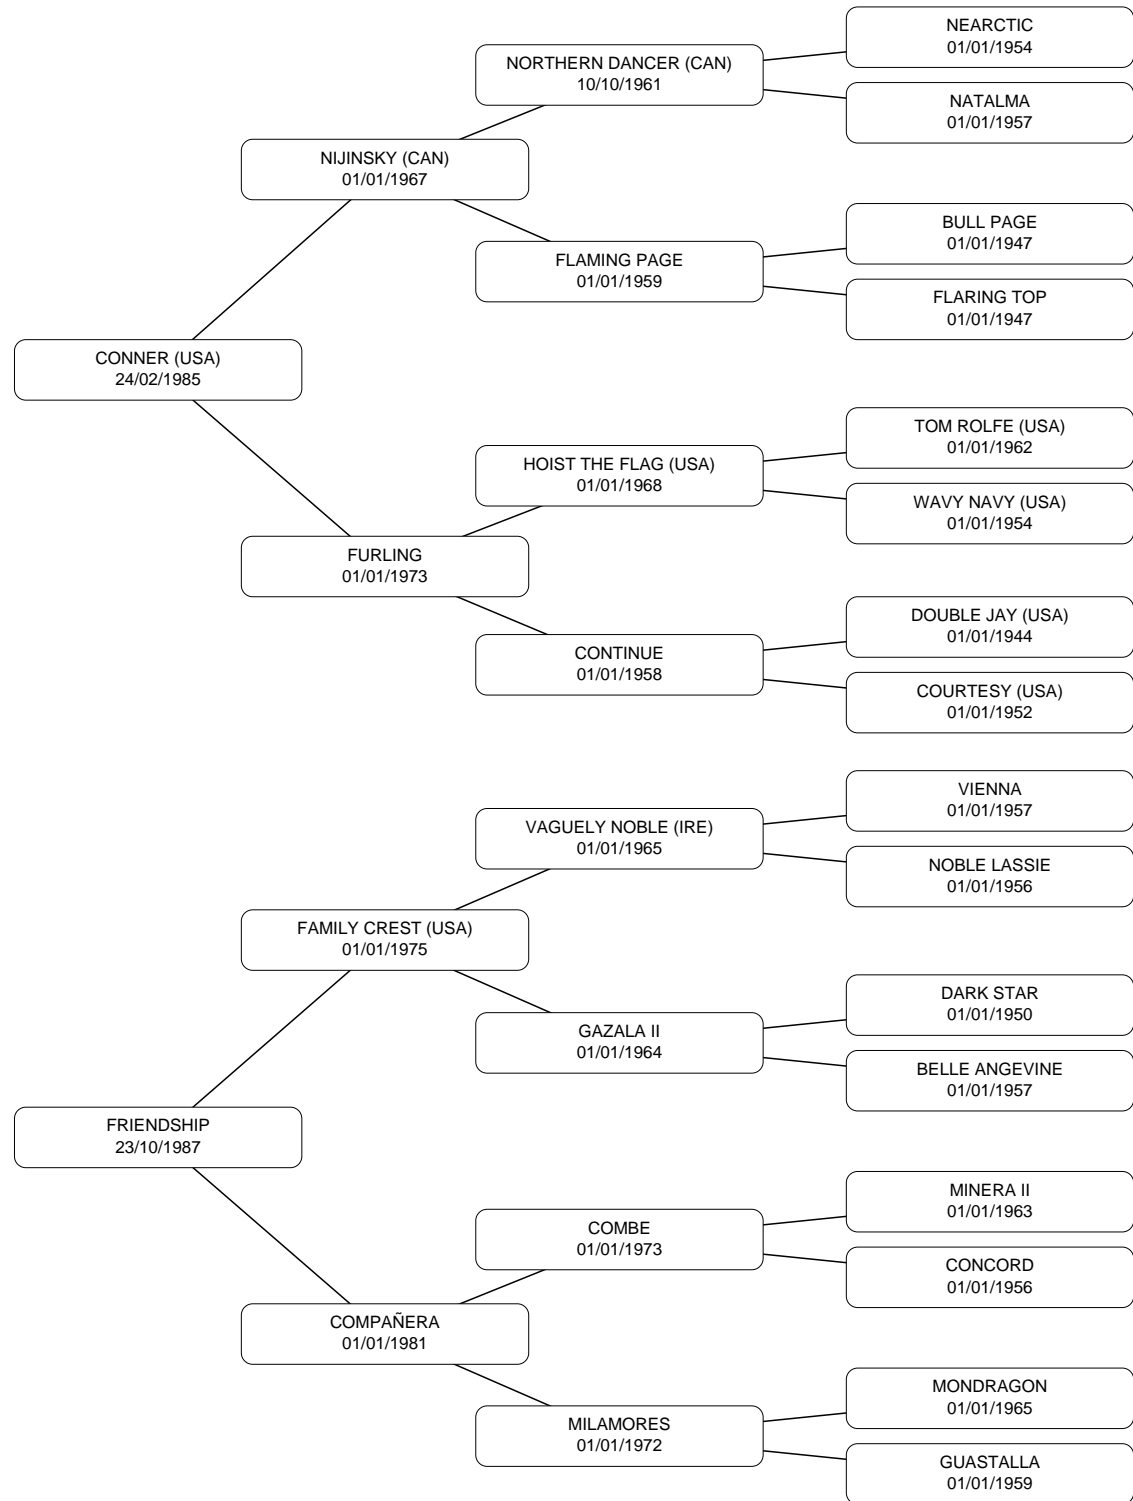 NEARCTIC
01/01/1954
NORTHERN DANCER (CAN)
10/10/1961
NATALMA
01/01/1957
NIJINSKY (CAN)
01/01/1967
BULL PAGE
01/01/1947
FLAMING PAGE
01/01/1959
FLARING TOP
01/01/1947
CONNER (USA)
24/02/1985
TOM ROLFE (USA)
01/01/1962
HOIST THE FLAG (USA)
01/01/1968
WAVY NAVY (USA)
01/01/1954
FURLING
01/01/1973
DOUBLE JAY (USA)
01/01/1944
CONTINUE
01/01/1958
COURTESY (USA)
01/01/1952
VIENNA
01/01/1957
VAGUELY NOBLE (IRE)
01/01/1965
NOBLE LASSIE
01/01/1956
FAMILY CREST (USA)
01/01/1975
DARK STAR
01/01/1950
GAZALA II
01/01/1964
BELLE ANGEVINE
01/01/1957
FRIENDSHIP
23/10/1987
MINERA II
01/01/1963
COMBE
01/01/1973
CONCORD
01/01/1956
COMPAÑERA
01/01/1981
MONDRAGON
01/01/1965
MILAMORES
01/01/1972
GUASTALLA
01/01/1959